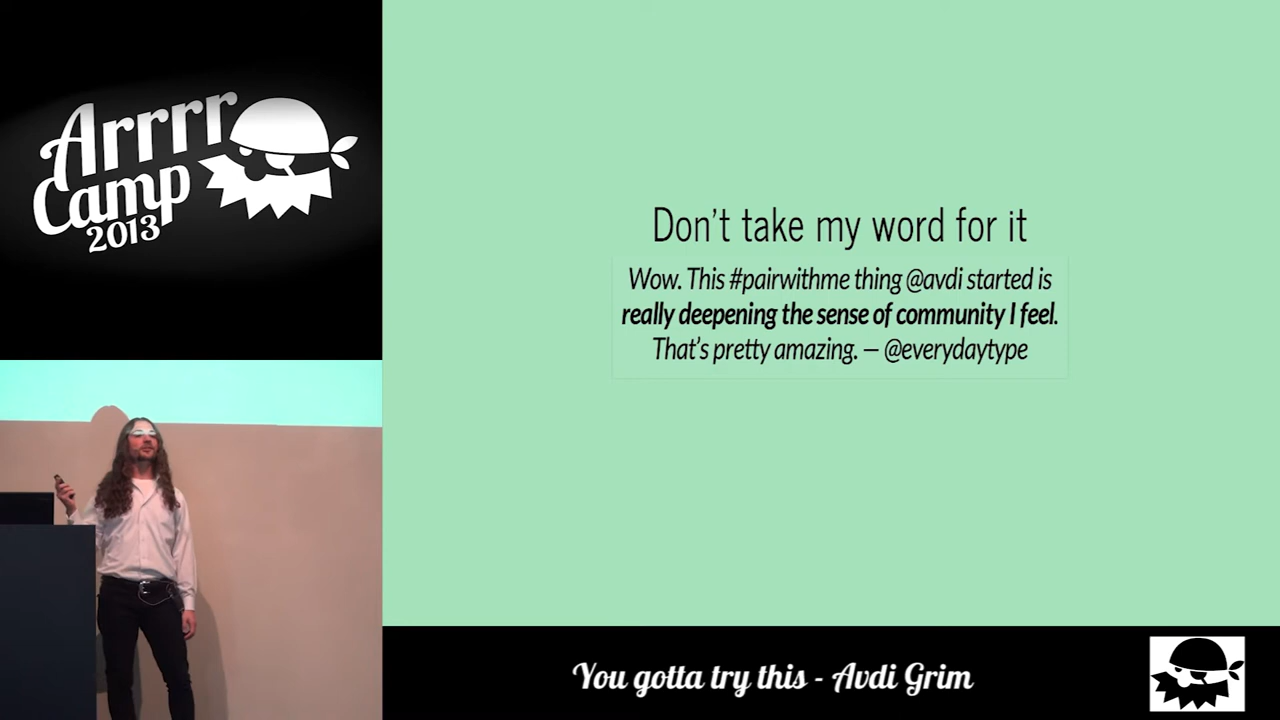 Arrrr
Camp
2013
Don't take my word for it
Wow. This #pairwithme thing @avdi started is
really deepening the sense of community I feel.
That's pretty amazing. — @everydaytype
You gotta try this - Avdi Grim